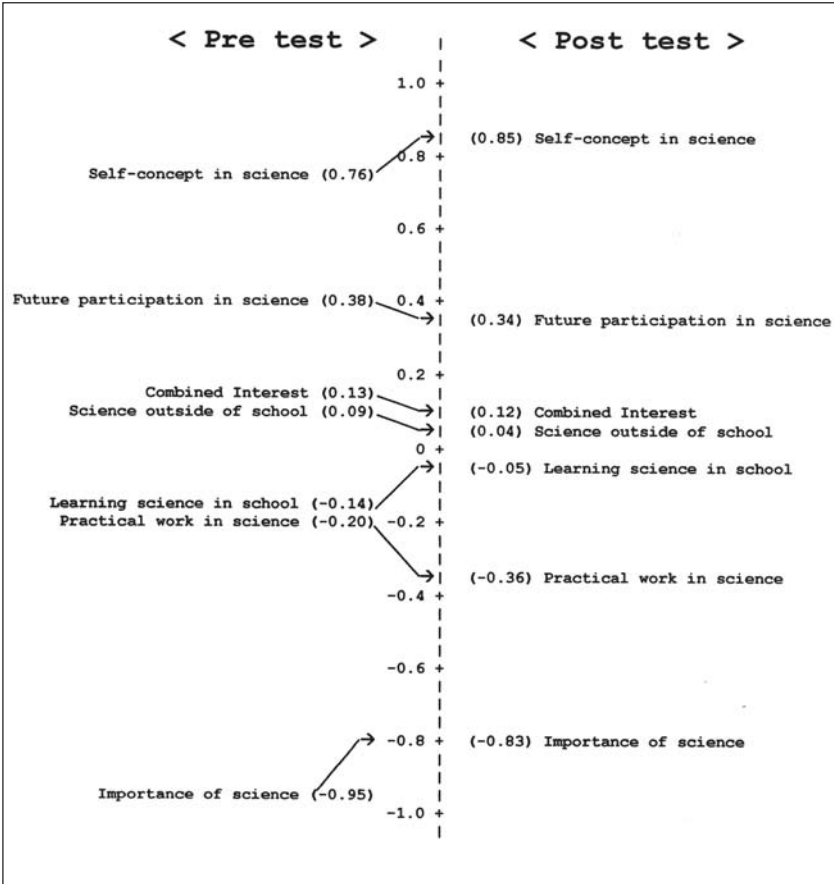 < Pre test > < Post test >
1.0 +
(0.85) Self-concept in science
0.8 +
Self-concept in science (0.76)
0.6 +
Future participation in science (0.38) 0.4 +
(0.34) Future participation in science
0.2 +
Combined Interest (0.13)
Science outside of school (0.09) (0.12) Combined Interest
(0.04) Science outside of school
0 +
(-0.05) Learning science in school
Learning science in school (-0.14)
Practical work in science (-0.20) -0.2 +
(-0.36) Practical work in science
-0.4 +
-0.6 +
-0.8 + (-0.83) Importance of science
Importance of science (-0.95)
-1.0 +